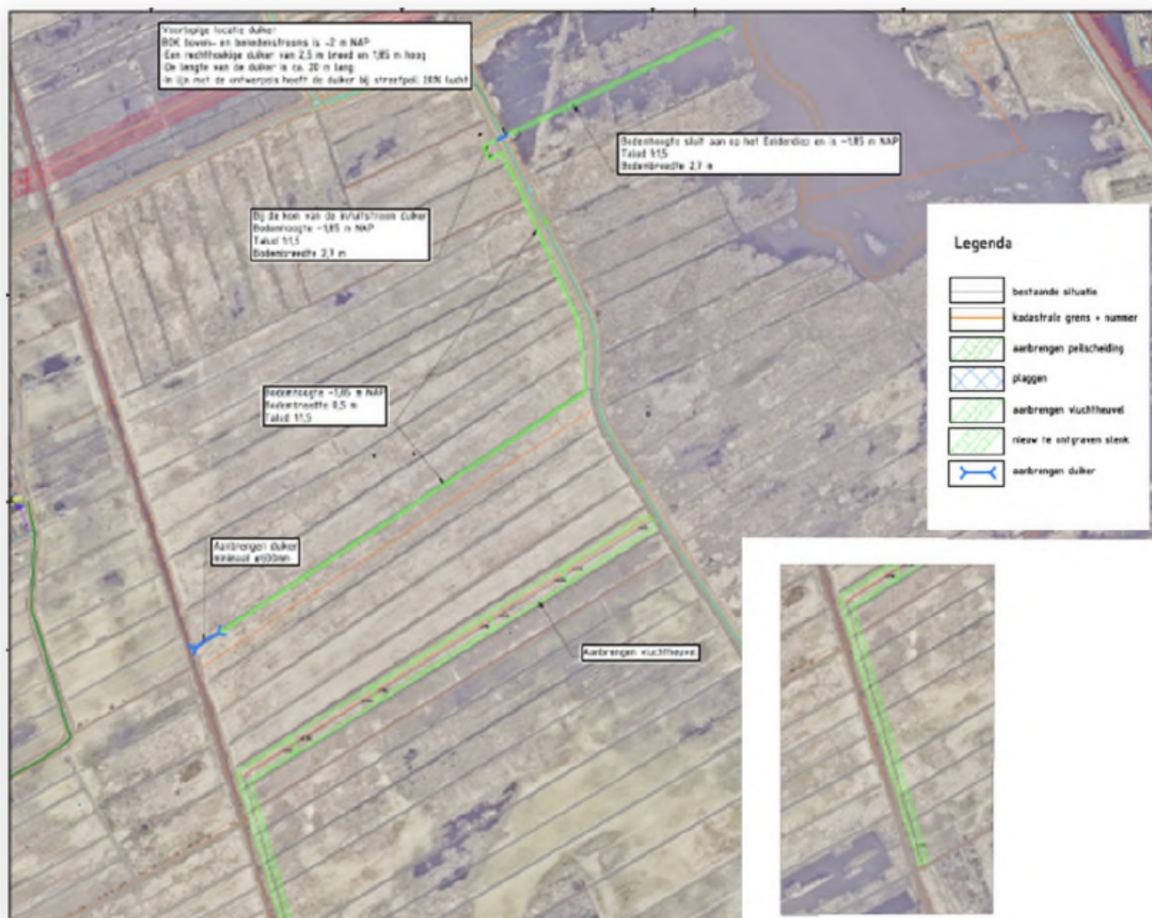 Voorlopige locatie duiker
BOK boven- en benedenstrooms is -2 m NAP
Een rechthoekige duiker van 2,5 m breed en 1,85 m hoog
De lengte van de duiker is ca. 20 m lang
In lijn met de ontwerpeis heeft de duiker bij streefpeil 20% lucht
Bodemhoogte sluit aan op het Eelderdiep en is -1,85 m NAP
Talud 1:1,5
Bodembreedte 2,7 m
Bij de kom van de in/uitstroom duiker
Bodemhoogte -1,85 m NAP
Talud 1:1,5
Bodembreedte 2,7 m
Legenda
bestaande situatie
kadastrale grens + nummer
aanbrengen peilscheiding
plaggen
aanbrengen vluchtheuvel
nieuw te ontgraven slenk
aanbrengen duiker
Bodemhoogte -1,85 m NAP
Bodembreedte 0,5 m
Talud 1:1,5
Aanbrengen duiker
minimaal ø600mm
Aanbrengen vluchtheuvel